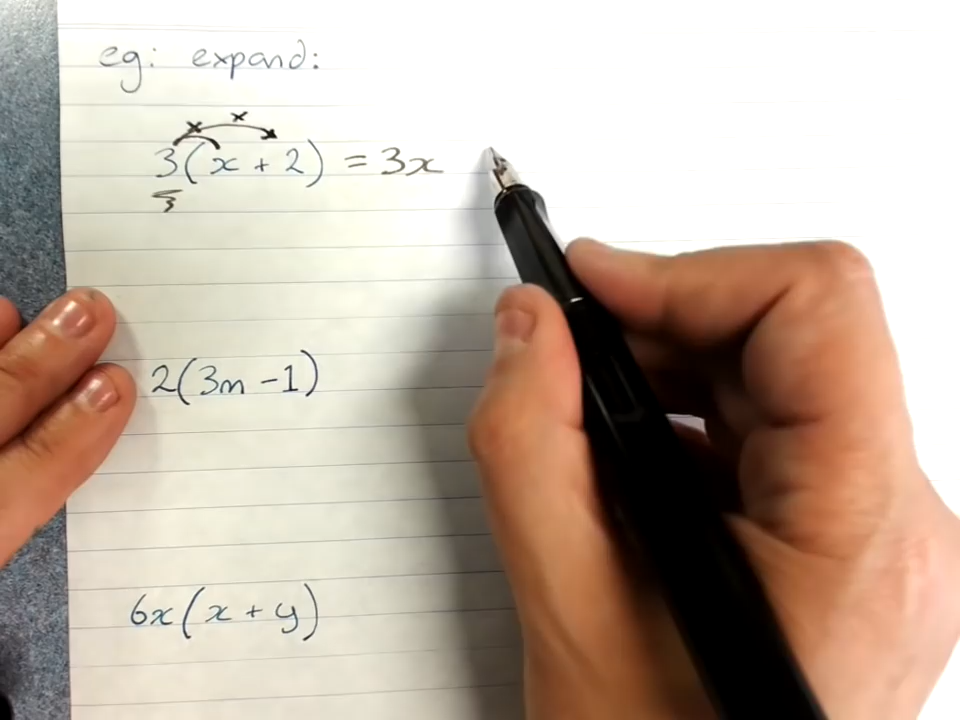 eg: expand:
3(x + 2) = 3x
2(3m - 1)
6x(x + y)